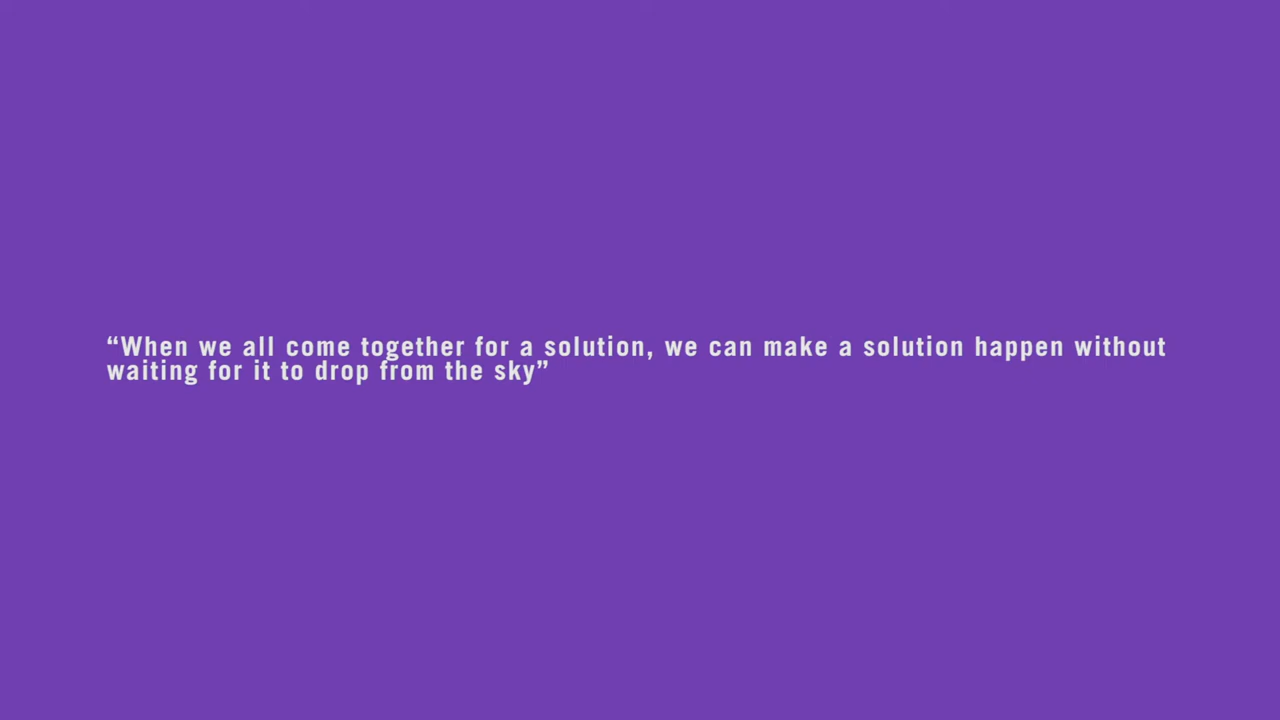 “When we all come together for a solution, we can make a solution happen without
waiting for it to drop from the sky”